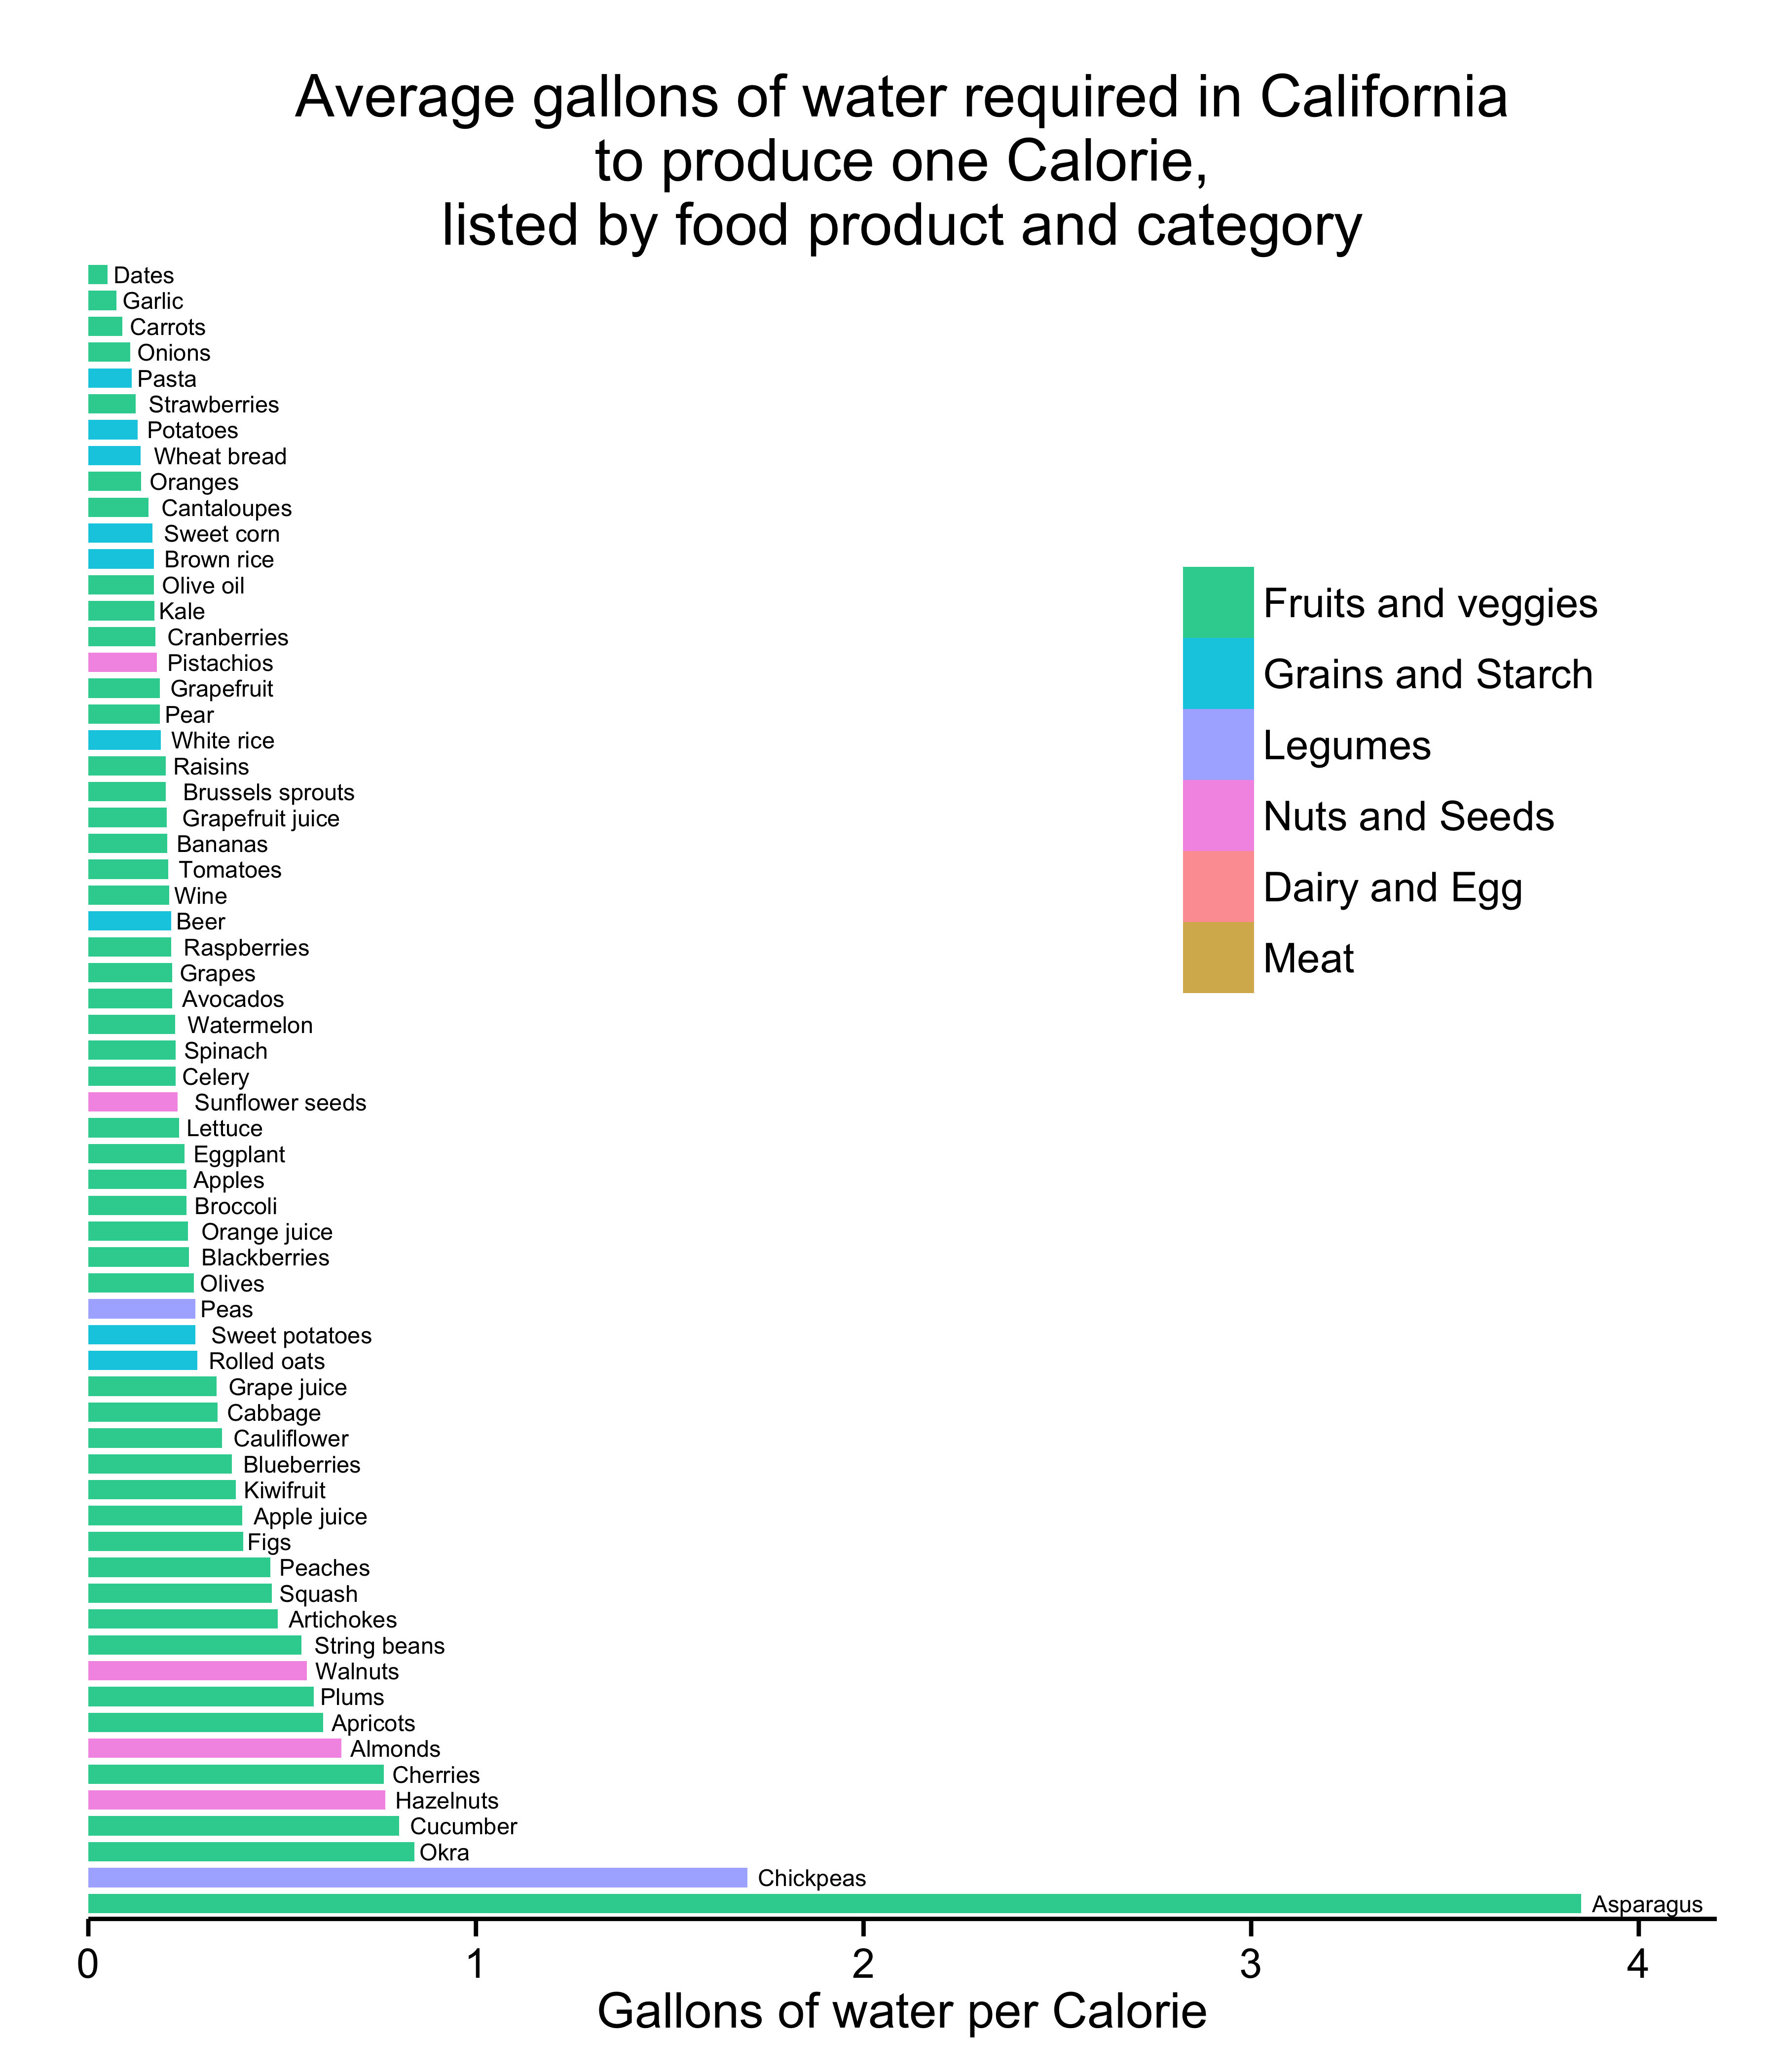 Average gallons of water required in California
to produce one Calorie,
listed by food product and category
Dates
Garlic
Carrots
Onions
Pasta
Strawberries
Potatoes
Wheat bread
Oranges
Cantaloupes
Sweet corn
Brown rice
Olive oil
Kale
Cranberries
Pistachios
Grapefruit
Pear
White rice
Raisins
Brussels sprouts
Grapefruit juice
Bananas
Tomatoes
Wine
Beer
Raspberries
Grapes
Avocados
Watermelon
Spinach
Celery
Sunflower seeds
Lettuce
Eggplant
Apples
Broccoli
Orange juice
Blackberries
Olives
Peas
Sweet potatoes
Rolled oats
Grape juice
Cabbage
Cauliflower
Blueberries
Kiwifruit
Apple juice
Figs
Peaches
Squash
Artichokes
String beans
Walnuts
Plums
Apricots
Almonds
Cherries
Hazelnuts
Cucumber
Okra
Chickpeas
Asparagus
Fruits and veggies
Grains and Starch
Legumes
Nuts and Seeds
Dairy and Egg
Meat
0 1 2 3 4
Gallons of water per Calorie